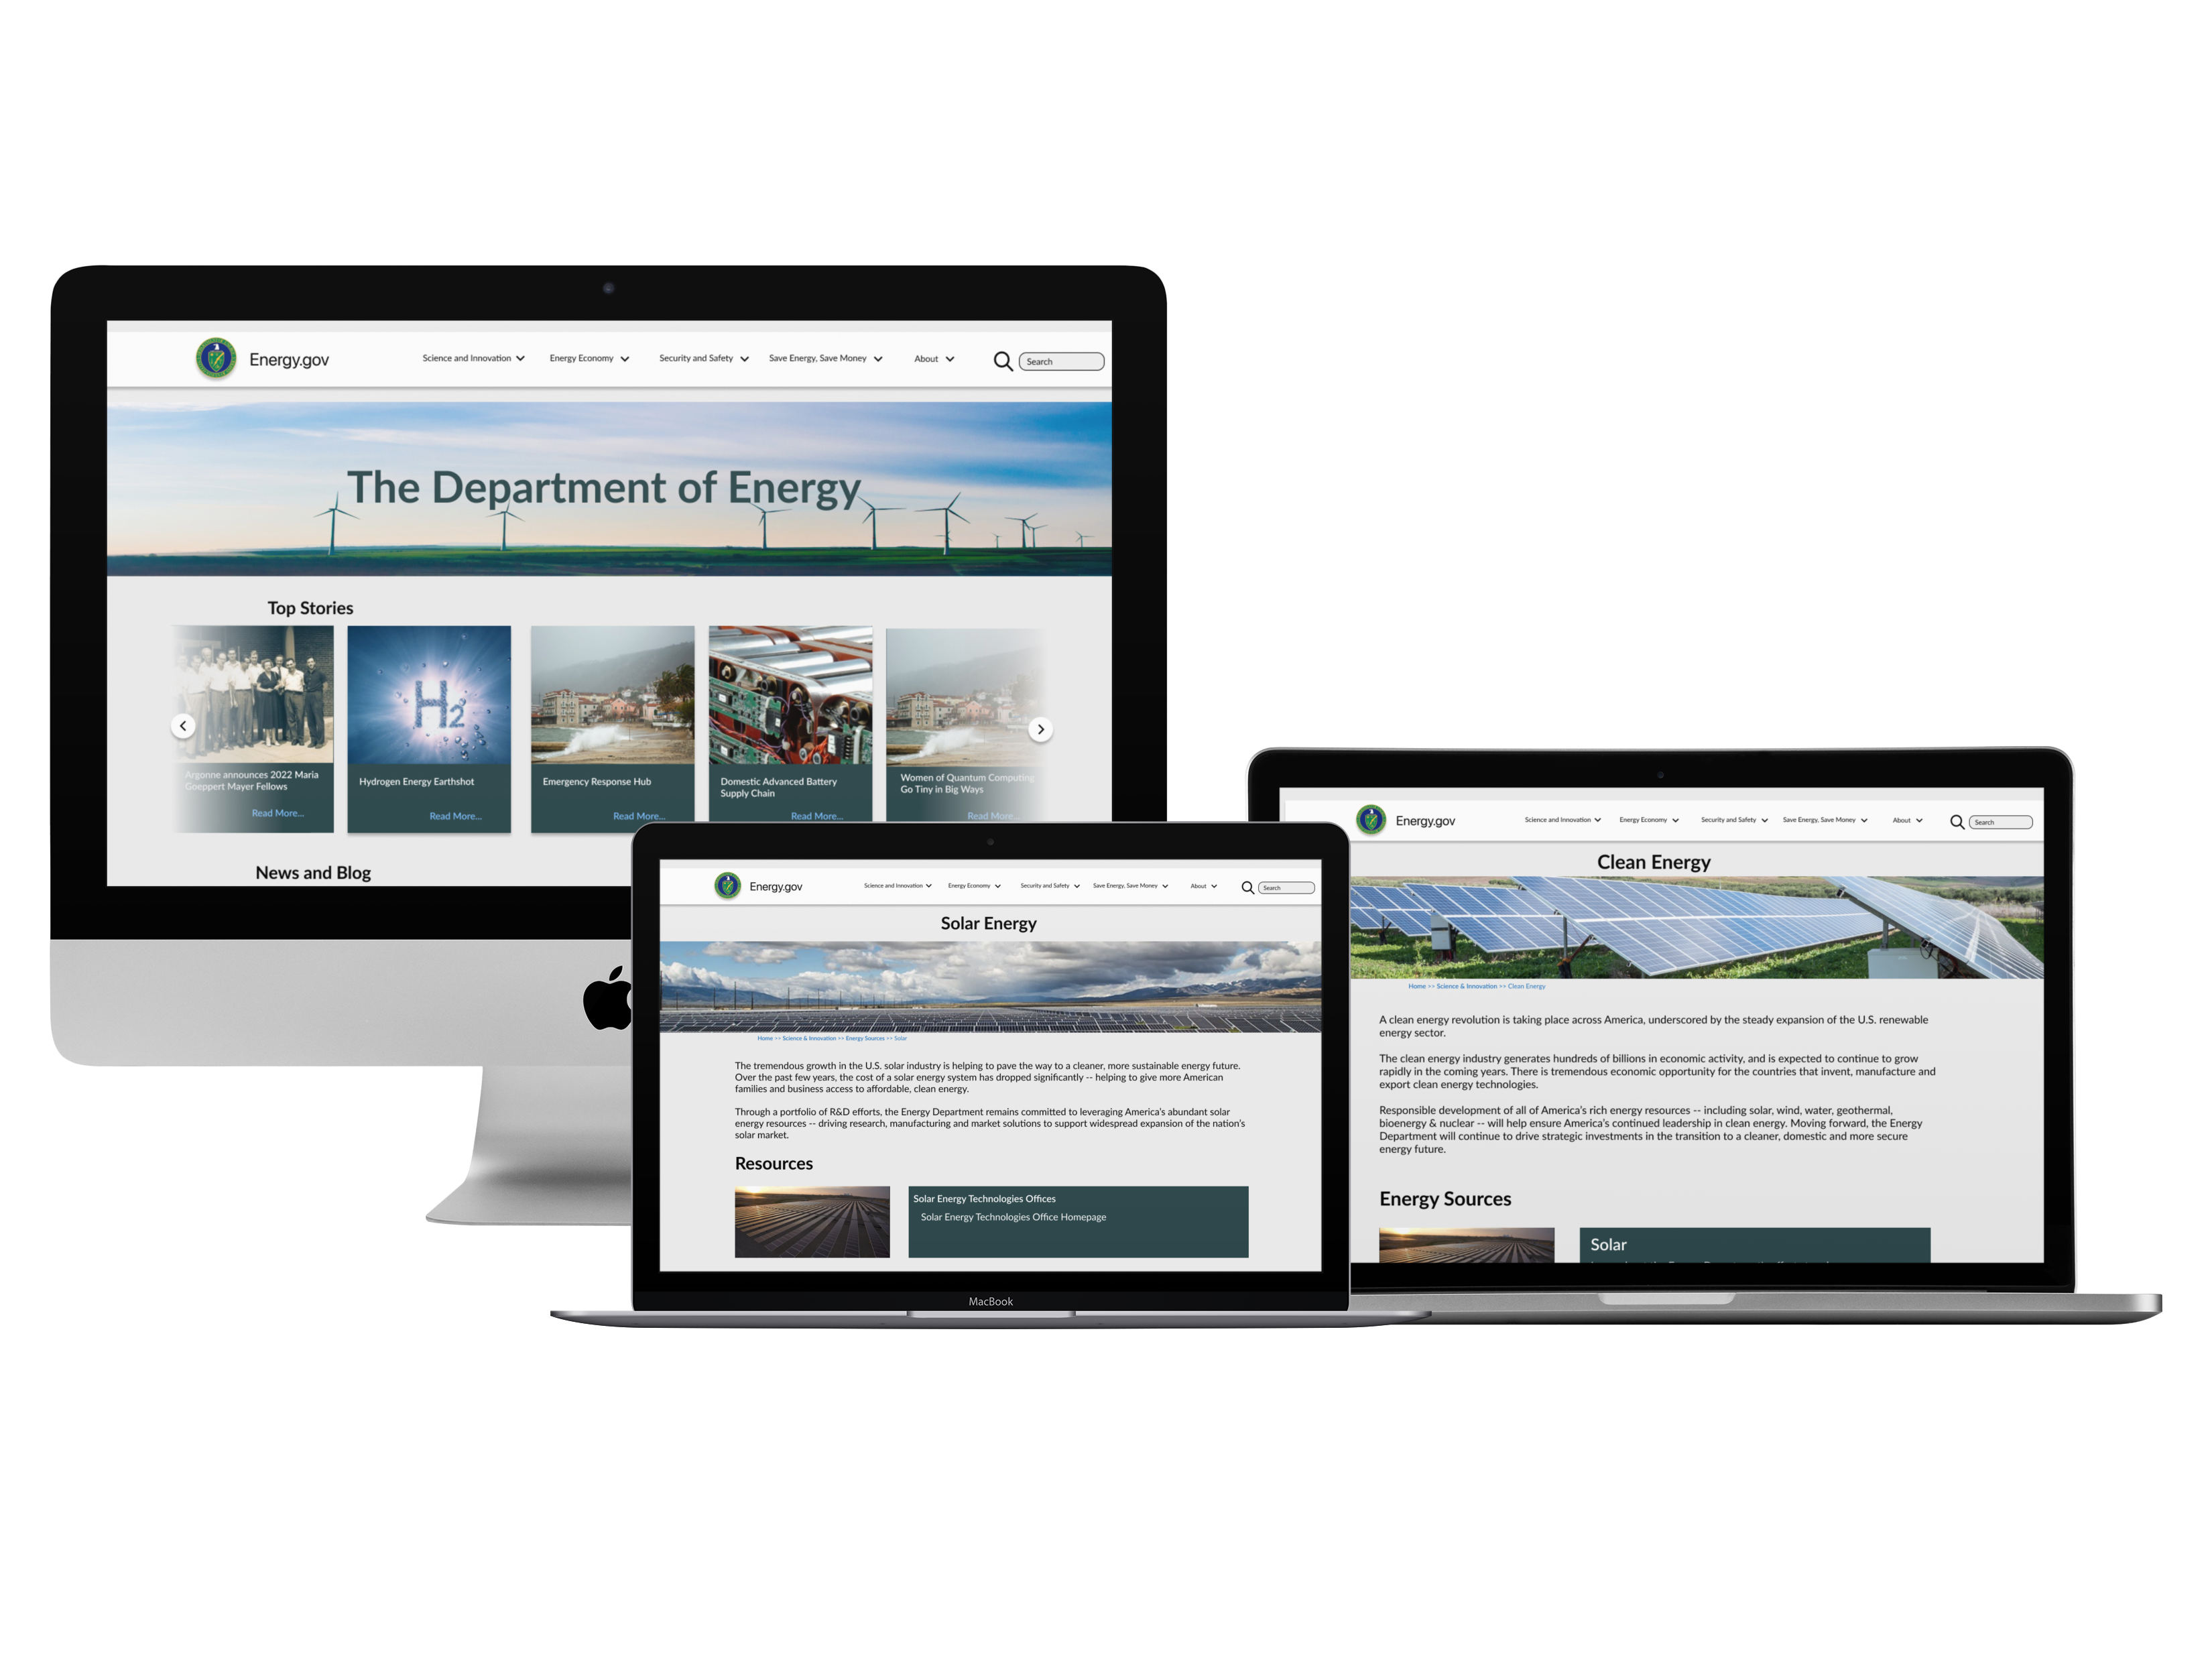 Energy.gov
Science and Innovation
Energy Economy
Security and Safety
Save Energy, Save Money
About
Search
The Department of Energy
Top Stories
Argonne announces 2022 Maria
Goeppert Mayer Fellows
Read More...
H2
Hydrogen Energy Earthshot
Read More...
Emergency Response Hub
Read More...
Domestic Advanced Battery
Supply Chain
Read More...
Women of Quantum Computing
Go Tiny in Big Ways
Read More...
News and Blog
Energy.gov
Science and Innovation
Energy Economy
Security and Safety
Save Energy, Save Money
About
Search
Solar Energy
Home >> Science & Innovation >> Energy Sources >> Solar
The tremendous growth in the U.S. solar industry is helping to pave the way to a cleaner, more sustainable energy future.
Over the past few years, the cost of a solar energy system has dropped significantly -- helping to give more American
families and business access to affordable, clean energy.
Through a portfolio of R&D efforts, the Energy Department remains committed to leveraging America's abundant solar
energy resources -- driving research, manufacturing and market solutions to support widespread expansion of the nation's
solar market.
Resources
Solar Energy Technologies Offices
Solar Energy Technologies Office Homepage
MacBook
Energy.gov
Science and Innovation
Energy Economy
Security and Safety
Save Energy, Save Money
About
Search
Clean Energy
Home >> Science & Innovation >> Clean Energy
A clean energy revolution is taking place across America, underscored by the steady expansion of the U.S. renewable
energy sector.
The clean energy industry generates hundreds of billions in economic activity, and is expected to continue to grow
rapidly in the coming years. There is tremendous economic opportunity for the countries that invent, manufacture and
export clean energy technologies.
Responsible development of all of America's rich energy resources -- including solar, wind, water, geothermal,
bioenergy & nuclear -- will help ensure America's continued leadership in clean energy. Moving forward, the Energy
Department will continue to drive strategic investments in the transition to a cleaner, domestic and more secure
energy future.
Energy Sources
Solar